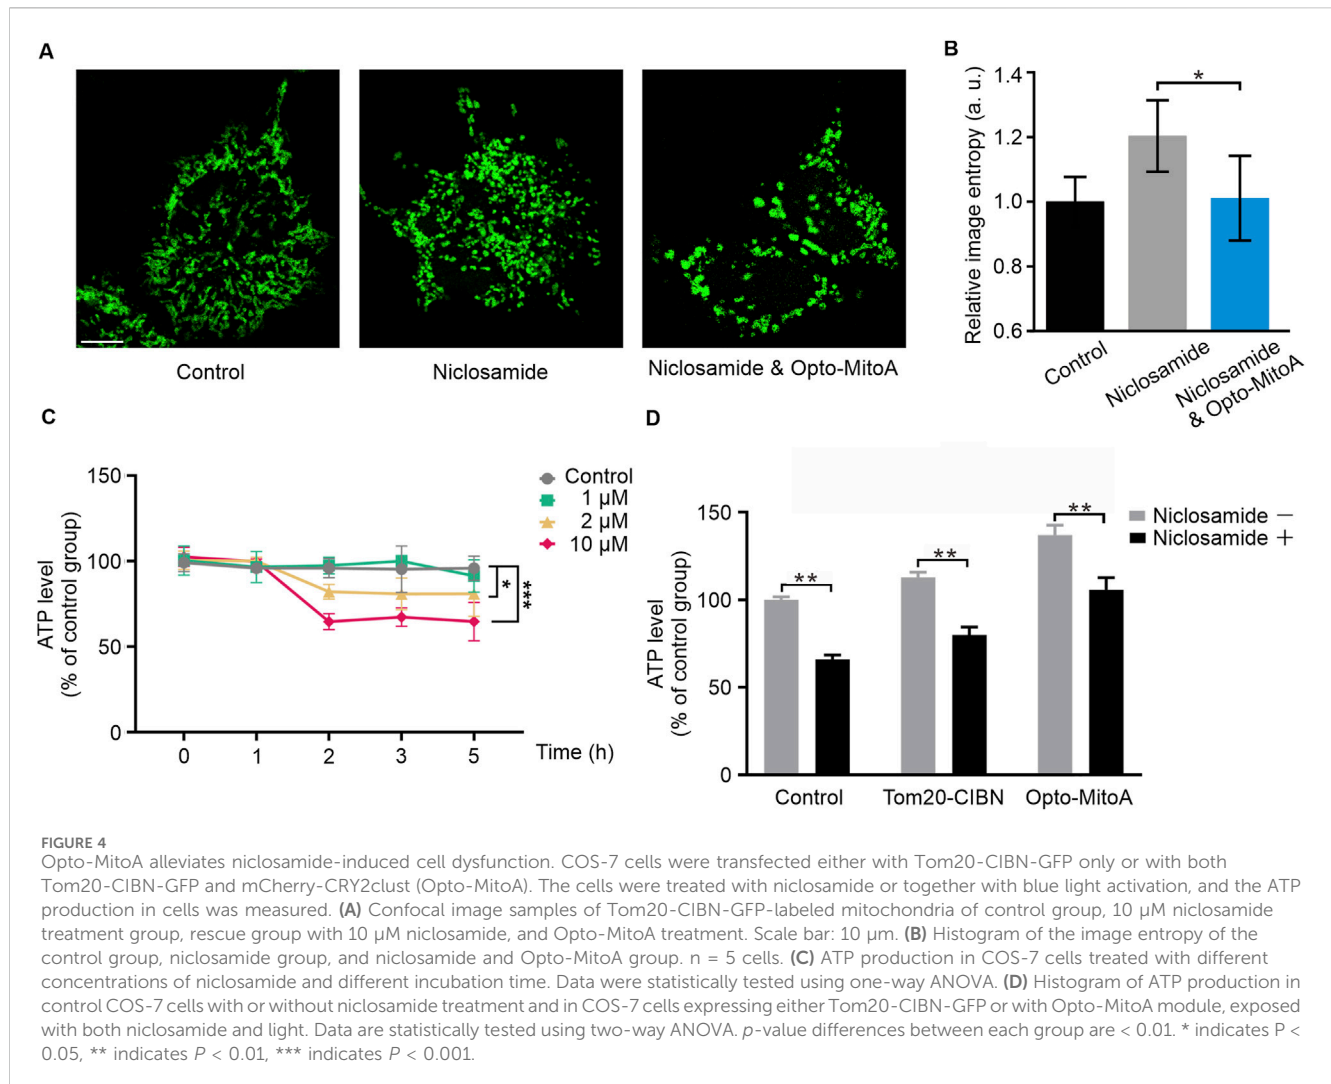 A
Control
Niclosamide
Niclosamide & Opto-MitoA
B
Relative image entropy (a. u.)
1.4
1.2
1.0
0.8
0.6
*
Control
Niclosamide
Niclosamide
& Opto-MitoA
C
ATP level
(% of control group)
150
100
50
0
0 1 2 3 5
Time (h)
Control
1 µM
2 µM
10 µM
*
***
D
ATP level
(% of control group)
150
100
50
0
**
**
**
Niclosamide −
Niclosamide +
Control Tom20-CIBN Opto-MitoA
FIGURE 4
Opto-MitoA alleviates niclosamide-induced cell dysfunction. COS-7 cells were transfected either with Tom20-CIBN-GFP only or with both
Tom20-CIBN-GFP and mCherry-CRY2clust (Opto-MitoA). The cells were treated with niclosamide or together with blue light activation, and the ATP
production in cells was measured. (A) Confocal image samples of Tom20-CIBN-GFP-labeled mitochondria of control group, 10 µM niclosamide
treatment group, rescue group with 10 µM niclosamide, and Opto-MitoA treatment. Scale bar: 10 µm. (B) Histogram of the image entropy of the
control group, niclosamide group, and niclosamide and Opto-MitoA group. n = 5 cells. (C) ATP production in COS-7 cells treated with different
concentrations of niclosamide and different incubation time. Data were statistically tested using one-way ANOVA. (D) Histogram of ATP production in
control COS-7 cells with or without niclosamide treatment and in COS-7 cells expressing either Tom20-CIBN-GFP or with Opto-MitoA module, exposed
with both niclosamide and light. Data are statistically tested using two-way ANOVA. p-value differences between each group are < 0.01. * indicates P <
0.05, ** indicates P < 0.01, *** indicates P < 0.001.